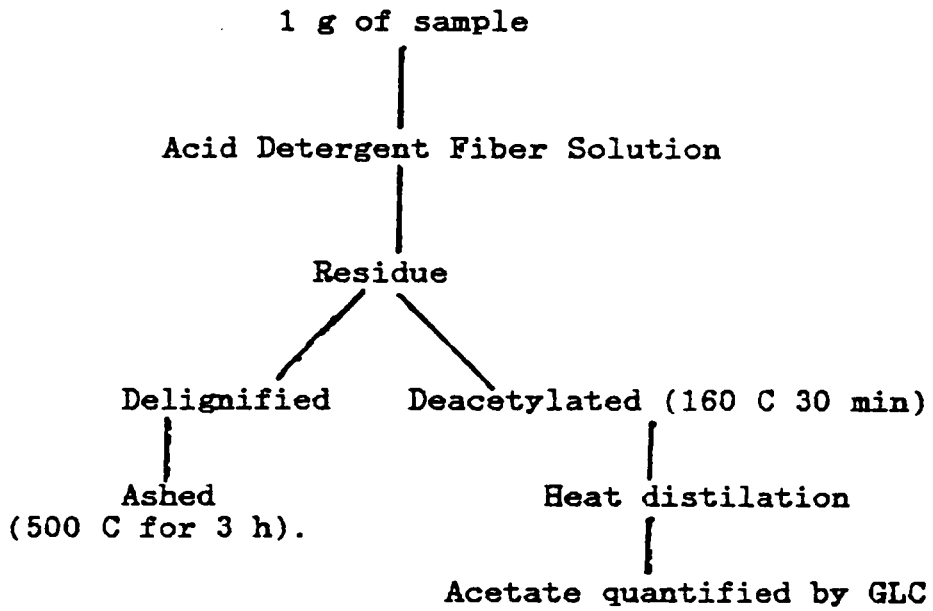 1 g of sample
Acid Detergent Fiber Solution
Residue
Delignified
Deacetylated (160 C 30 min)
Ashed
(500 C for 3 h).
Heat distilation
Acetate quantified by GLC